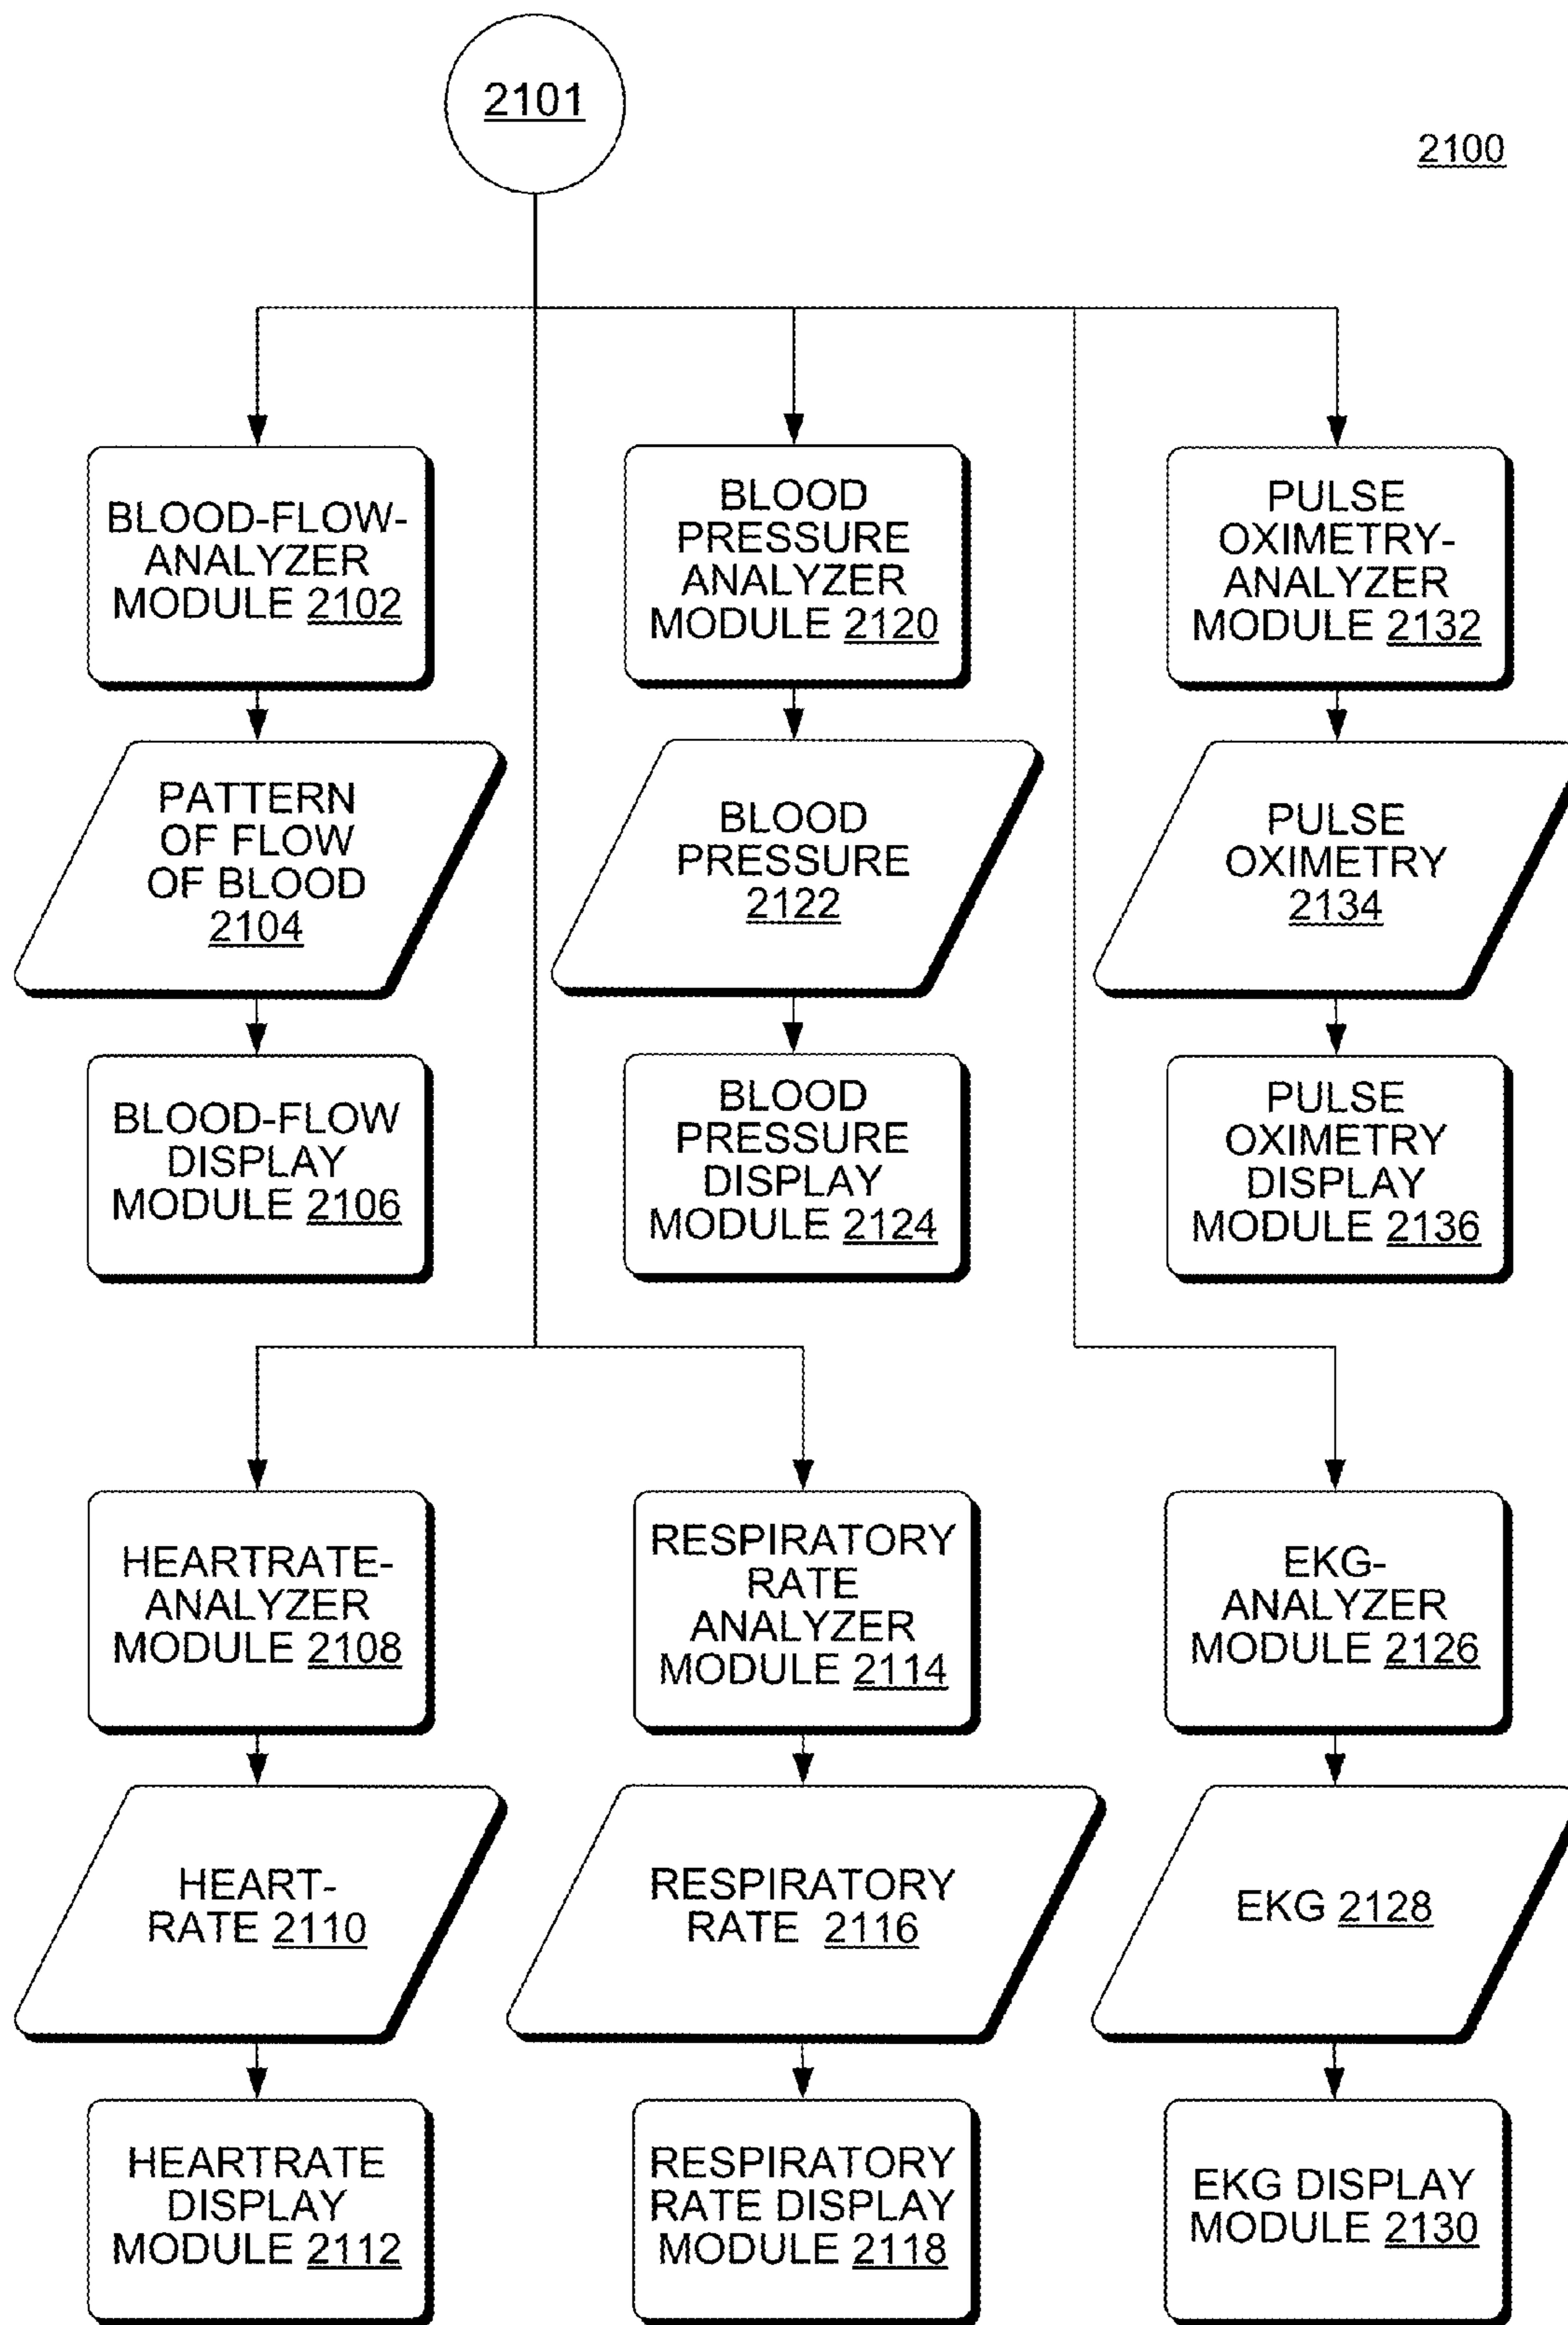 2101
2100
BLOOD-FLOW-
ANALYZER
MODULE 2102
BLOOD
PRESSURE
ANALYZER
MODULE 2120
PULSE
OXIMETRY-
ANALYZER
MODULE 2132
PATTERN
OF FLOW
OF BLOOD
2104
BLOOD
PRESSURE
2122
PULSE
OXIMETRY
2134
BLOOD-FLOW
DISPLAY
MODULE 2106
BLOOD
PRESSURE
DISPLAY
MODULE 2124
PULSE
OXIMETRY
DISPLAY
MODULE 2136
HEARTRATE-
ANALYZER
MODULE 2108
RESPIRATORY
RATE
ANALYZER
MODULE 2114
EKG-
ANALYZER
MODULE 2126
HEART-
RATE 2110
RESPIRATORY
RATE 2116
EKG 2128
HEARTRATE
DISPLAY
MODULE 2112
RESPIRATORY
RATE DISPLAY
MODULE 2118
EKG DISPLAY
MODULE 2130